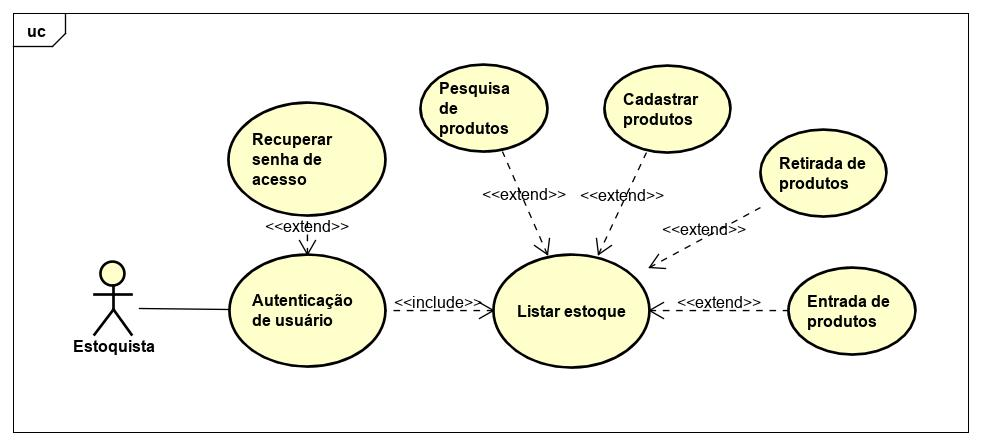 uc
Pesquisa
de
produtos
Cadastrar
produtos
Recuperar
senha de
acesso
Retirada de
produtos
<<extend>>
<<extend>>
<<extend>>
<<extend>>
Estoquista
Autenticação
de usuário
<<include>>
Listar estoque
<<extend>>
Entrada de
produtos